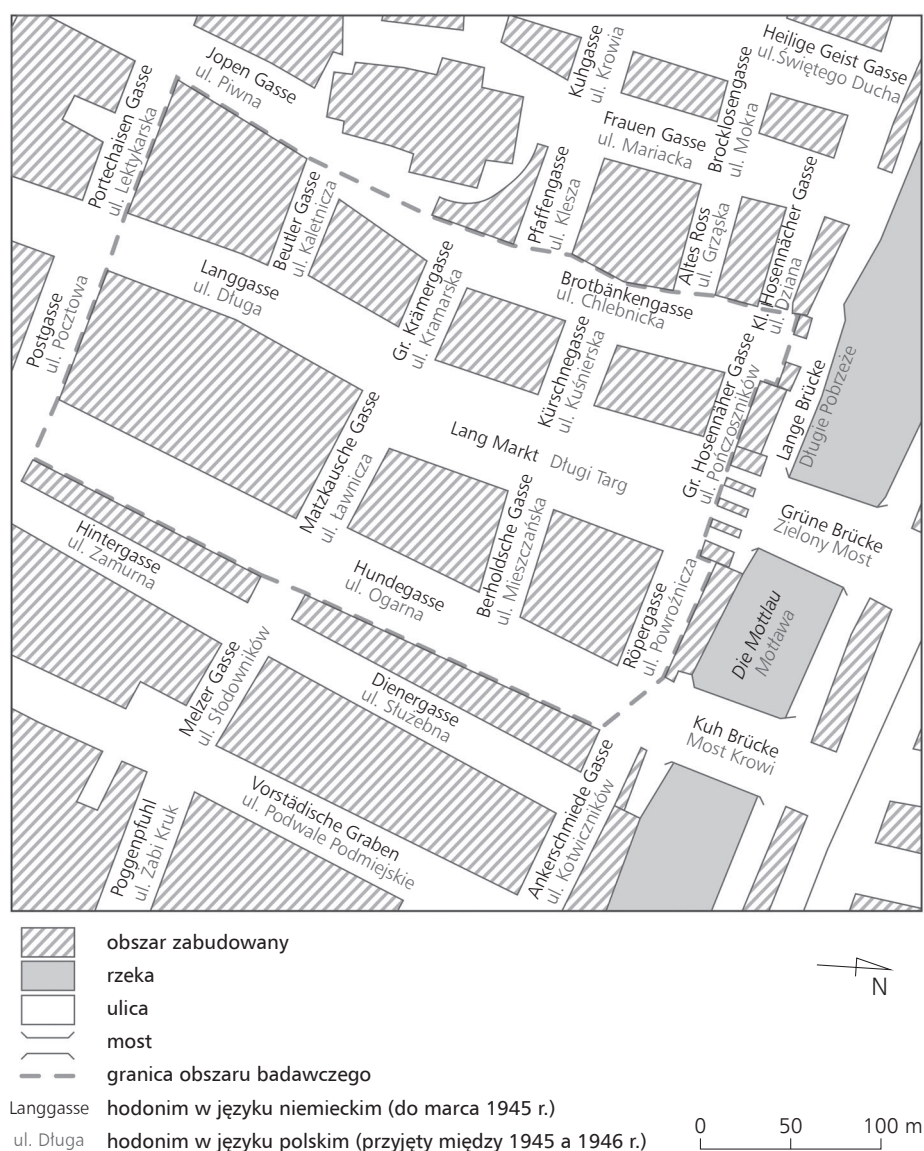 Jopen Gasse
ul. Piwna
Kuhgasse
ul. Krowia
Heilige Geist Gasse
ul.Świętego Ducha
Brocklosengasse
ul. Mokra
Frauen Gasse
ul. Mariacka
Portechaisen Gasse
ul. Lektykarska
Beutler Gasse
ul. Kaletnicza
Pfaffengasse
ul. Klesza
Altes Ross
ul. Grząska
Kl. Hosennächer Gasse
ul. Dziana
Langgasse
ul. Długa
Gr. Krämergasse
ul. Kramarska
Brotbänkengasse
ul. Chlebnicka
Postgasse
ul. Pocztowa
Kürschnegasse
ul. Kuśnierska
Gr. Hosennäher Gasse
ul. Pończoszników
Lange Brücke
Długie Pobrzeże
Matzkausche Gasse
ul. Ławnicza
Lang Markt
Długi Targ
Grüne Brücke
Zielony Most
Hintergasse
ul. Zamurna
Hundegasse
ul. Ogarna
Berholdsche Gasse
ul. Mieszczańska
Röpergasse
ul. Powroźnicza
Die Mottlau
Motława
Melzer Gasse
ul. Słodowników
Dienergasse
ul. Służebna
Kuh Brücke
Most Krowi
Poggenpfuhl
ul. Żabi Kruk
Vorstädische Graben
ul. Podwale Podmiejskie
Ankerschmiede Gasse
ul. Kotwiczników
obszar zabudowany
rzeka
ulica
most
granica obszaru badawczego
Langgasse hodonim w języku niemieckim (do marca 1945 r.)
ul. Długa hodonim w języku polskim (przyjęty między 1945 a 1946 r.)
N
0 50 100 m